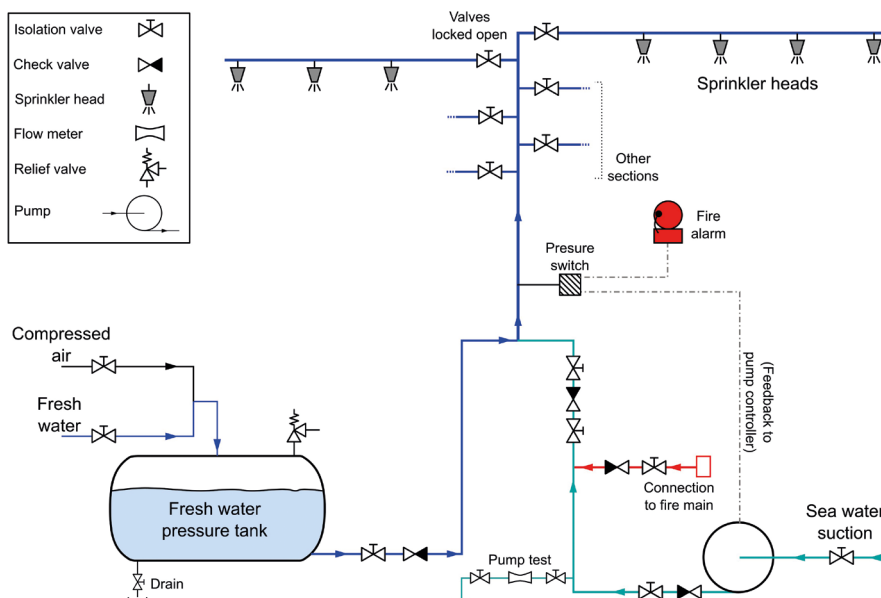 Isolation valve
Check valve
Sprinkler head
Flow meter
Relief valve
Pump
Valves
locked open
Sprinkler heads
Other
sections
Fire
alarm
Presure
switch
(Feedback to
pump controller)
Compressed
air
Fresh
water
Fresh water
pressure tank
Drain
Connection
to fire main
Pump test
Sea water
suction